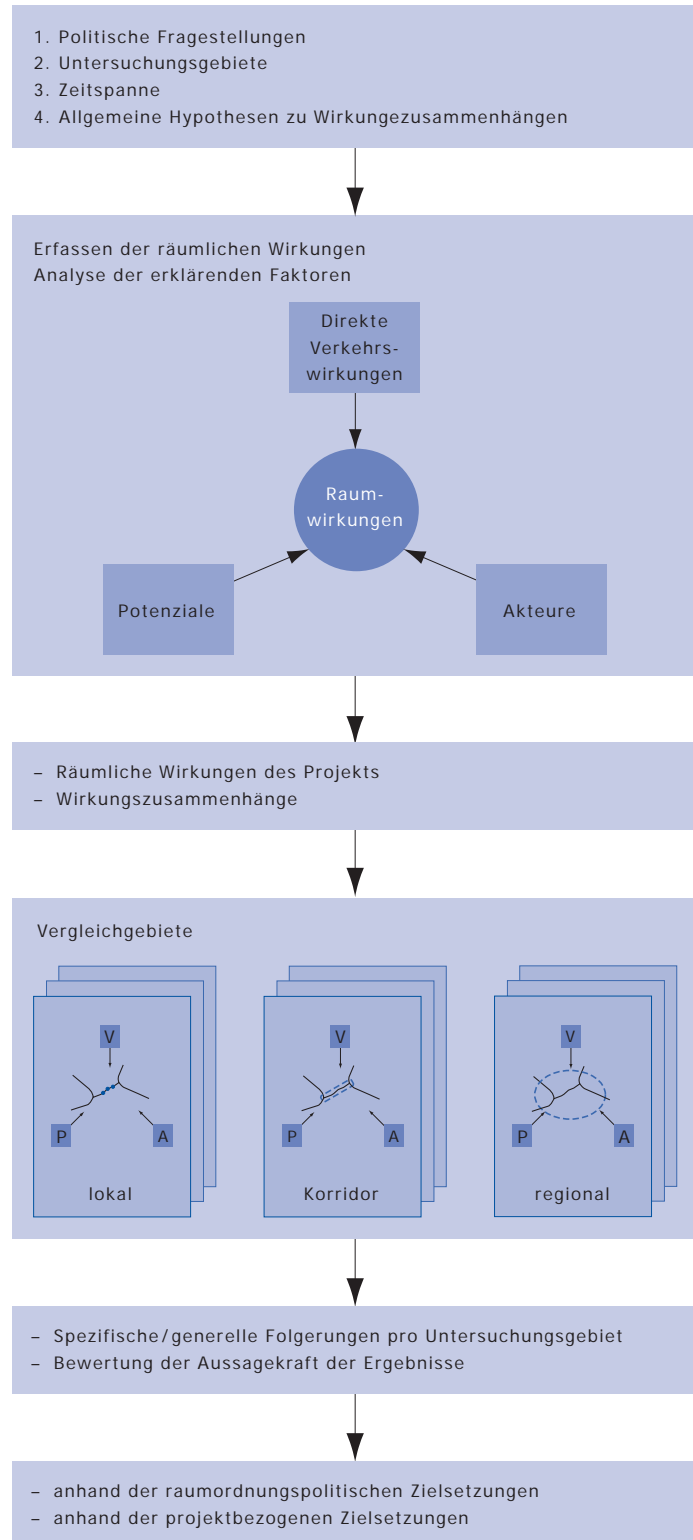 1. Politische Fragestellungen
2. Untersuchungsgebiete
3. Zeitspanne
4. Allgemeine Hypothesen zu Wirkungezusammenhängen
Erfassen der räumlichen Wirkungen
Analyse der erklärenden Faktoren
Direkte
Verkehrs-
wirkungen
Raum-
wirkungen
Potenziale
Akteure
– Räumliche Wirkungen des Projekts
– Wirkungszusammenhänge
Vergleichgebiete
V
P
A
lokal
V
P
A
Korridor
V
P
A
regional
– Spezifische/generelle Folgerungen pro Untersuchungsgebiet
– Bewertung der Aussagekraft der Ergebnisse
– anhand der raumordnungspolitischen Zielsetzungen
– anhand der projektbezogenen Zielsetzungen